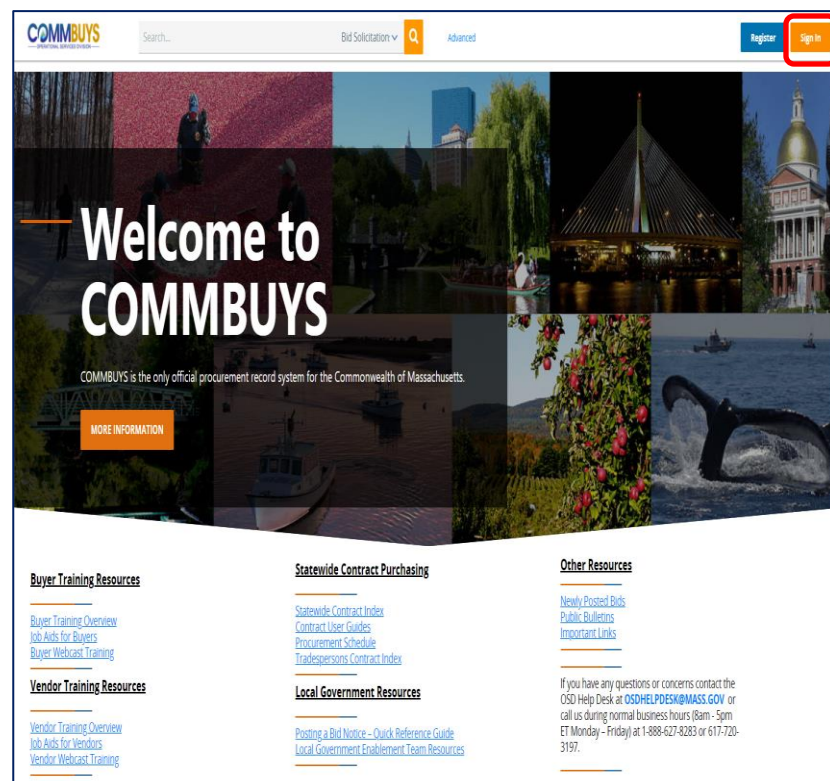 COMMBUYS
OPERATIONAL SERVICES DIVISION
Search...
Bid Solicitation
Advanced
Register
Sign In
Welcome to
COMMBUYS
COMMBUYS is the only official procurement record system for the Commonwealth of Massachusetts.
MORE INFORMATION
Buyer Training Resources
Buyer Training Overview
Job Aids for Buyers
Buyer Webcast Training
Vendor Training Resources
Vendor Training Overview
Job Aids for Vendors
Vendor Webcast Training
Statewide Contract Purchasing
Statewide Contract Index
Contract User Guides
Procurement Schedule
Tradespersons Contract Index
Local Government Resources
Posting a Bid Notice – Quick Reference Guide
Local Government Enablement Team Resources
Other Resources
Newly Posted Bids
Public Bulletins
Important Links
If you have any questions or concerns contact the
OSD Help Desk at OSDHELPDESK@MASS.GOV or
call us during normal business hours (8am - 5pm
ET Monday – Friday) at 1-888-627-8283 or 617-720-
3197.